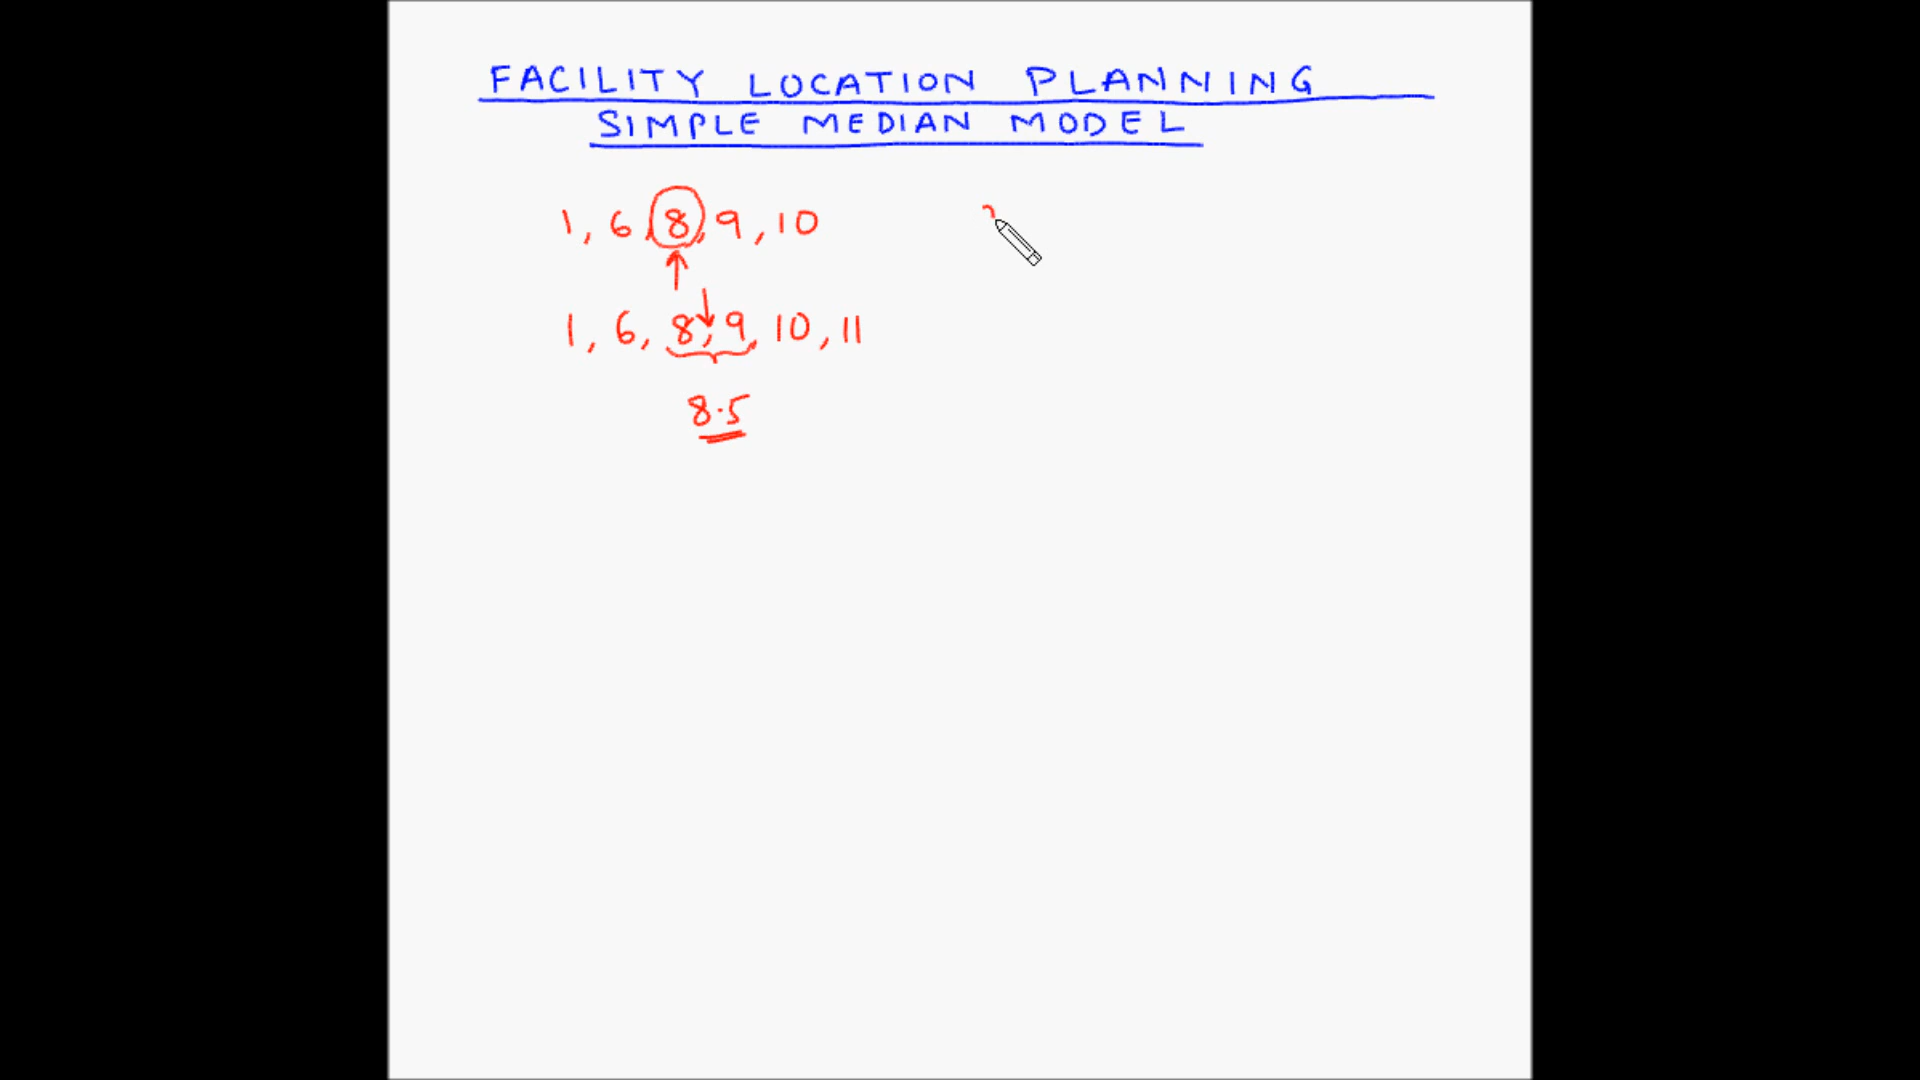 FACILITY LOCATION PLANNING
SIMPLE MEDIAN MODEL
1, 6, 8, 9, 10
1, 6, 8, 9, 10, 11
8.5